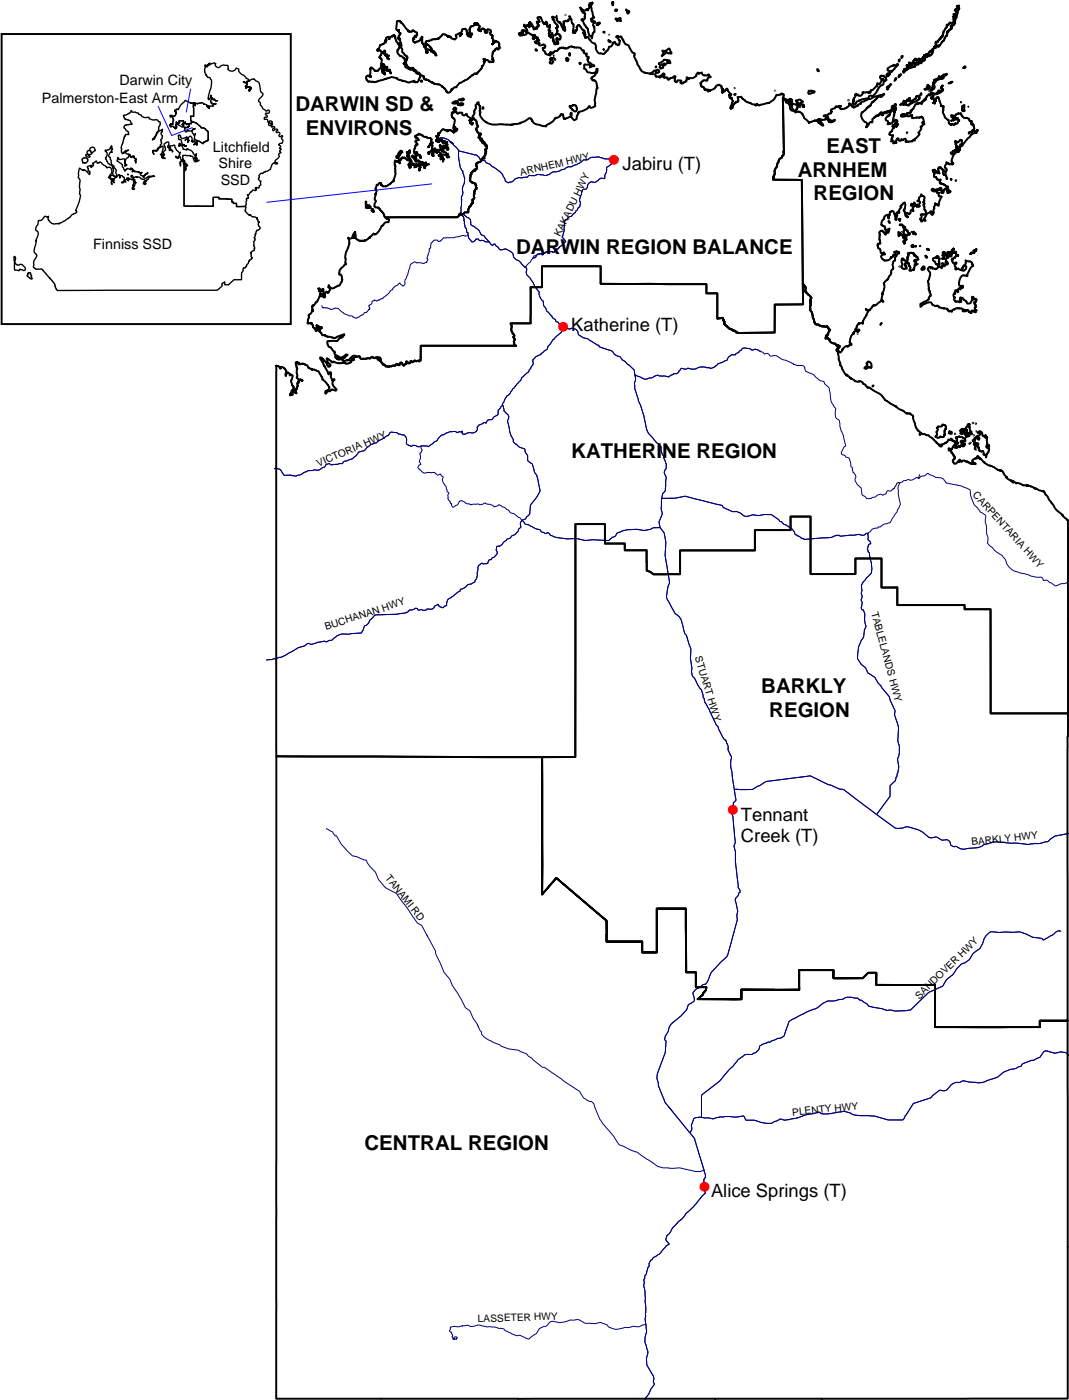 Darwin City
Palmerston-East Arm
Litchfield
Shire
SSD
Finniss SSD
DARWIN SD &
ENVIRONS
EAST
ARNHEM
REGION
ARNHEM HWY
Jabiru (T)
KAKADU HWY
DARWIN REGION BALANCE
Katherine (T)
VICTORIA HWY
KATHERINE REGION
CARPENTARIA HWY
BUCHANAN HWY
TABLELANDS HWY
STUART HWY
BARKLY
REGION
Tennant
Creek (T)
BARKLY HWY
TANAMI RD
SANDOVER HWY
PLENTY HWY
CENTRAL REGION
Alice Springs (T)
LASSETER HWY